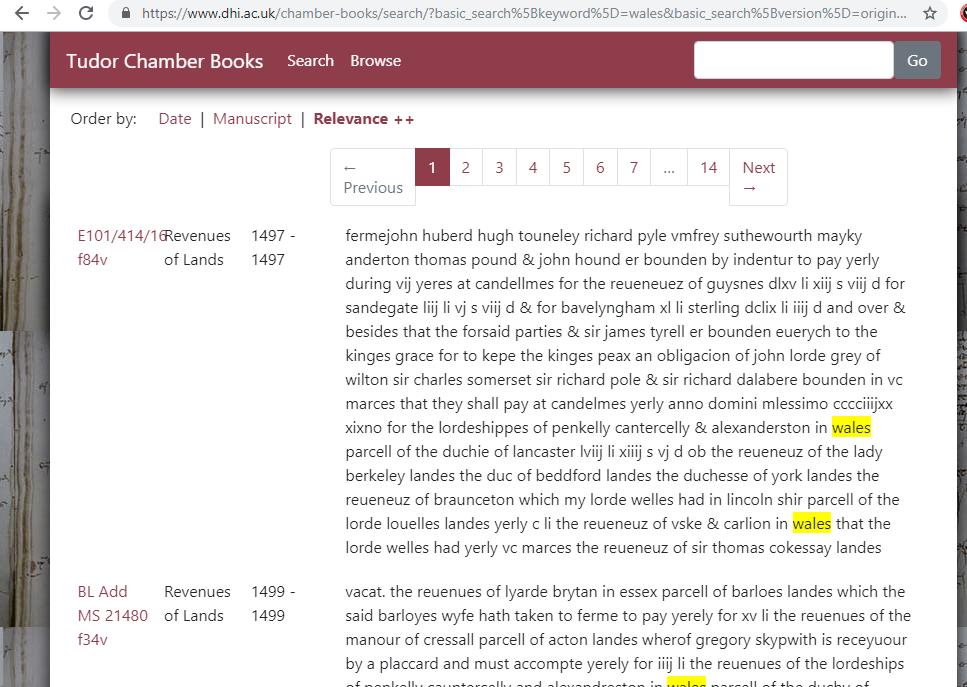 https://www.dhi.ac.uk/chamber-books/search/?basic_search%5Bkeyword%5D=wales&basic_search%5Bversion%5D=origin...
Tudor Chamber Books Search Browse Go
Order by: Date | Manuscript | Relevance ++
← Previous 1 2 3 4 5 6 7 ... 14 Next →
E101/414/16 f84v
Revenues of Lands
1497 - 1497
fermejohn huberd hugh touneley richard pyle vmfrey suthewourth mayky
anderton thomas pound & john hound er bounden by indentur to pay yerly
during vij yeres at candellmes for the reueneuez of guysnes dlxv li xiij s viij d for
sandegate liij li vj s viij d & for bavelyngham xl li sterling dclix li iiij d and over &
besides that the forsaid parties & sir james tyrell er bounden euerych to the
kinges grace for to kepe the kinges peax an obligacion of john lorde grey of
wilton sir charles somerset sir richard pole & sir richard dalabere bounden in vc
marces that they shall pay at candelmes yerly anno domini mlessimo cccciiijxx
xixno for the lordeshippes of penkelly cantercelly & alexanderston in wales
parcell of the duchie of lancaster lviij li xiiij s vj d ob the reueneuz of the lady
berkeley landes the duc of beddford landes the duchesse of york landes the
reueneuz of braunceton which my lorde welles had in lincoln shir parcell of the
lorde louelles landes yerly c li the reueneuz of vske & carlion in wales that the
lorde welles had yerly vc marces the reueneuz of sir thomas cokessay landes
BL Add MS 21480 f34v
Revenues of Lands
1499 - 1499
vacat. the reuenues of lyarde brytan in essex parcell of barloes landes which the
said barloyes wyfe hath taken to ferme to pay yerely for xv li the reuenues of the
manour of cressall parcell of acton landes wherof gregory skypwith is receyuour
by a placcard and must accompte yerely for iiij li the reuenues of the lordeships
of penkelly cauntercelly and alexandreston in wales parcell of the duchy of